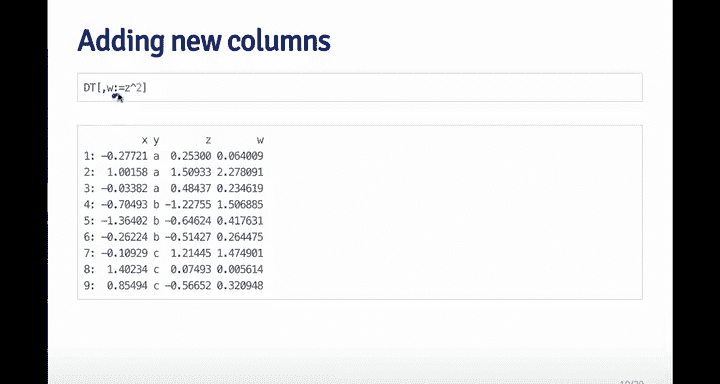 Adding new columns
DT[,w:=z^2]
x y z w
1: -0.27721 a 0.25300 0.064009
2: 1.00158 a 1.50933 2.278091
3: -0.03382 a 0.48437 0.234619
4: -0.70493 b -1.22755 1.506885
5: -1.36402 b -0.64624 0.417631
6: -0.26224 b -0.51427 0.264475
7: -0.10929 c 1.21445 1.474901
8: 1.40234 c 0.07493 0.005614
9: 0.85494 c -0.56652 0.320948